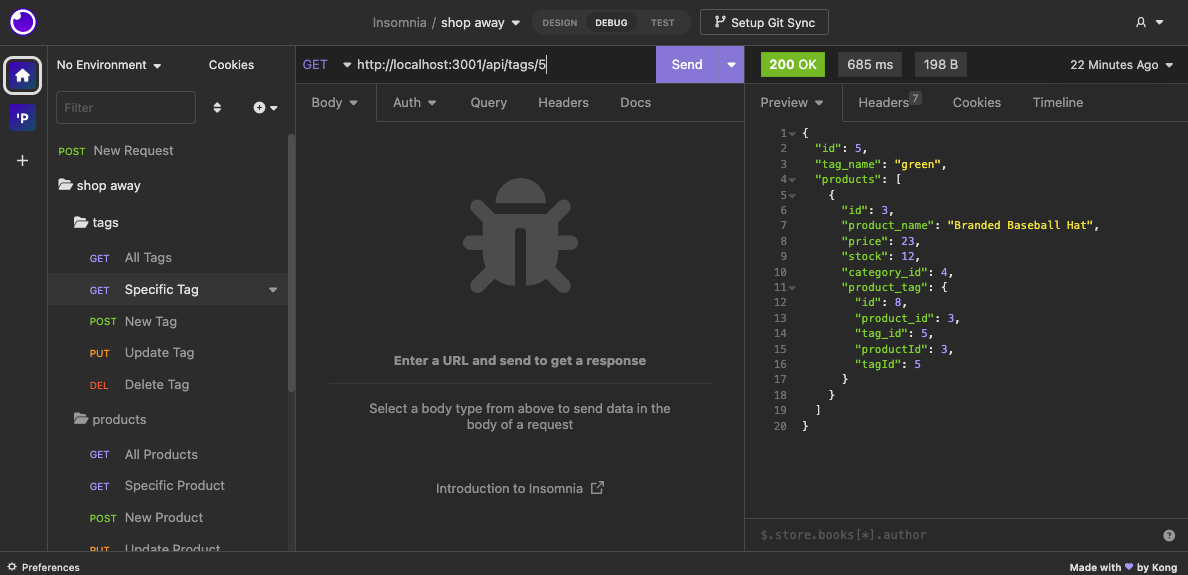 Insomnia / shop away
DESIGN DEBUG TEST
Setup Git Sync
No Environment
Cookies
Filter
POST New Request
shop away
tags
GET All Tags
GET Specific Tag
POST New Tag
PUT Update Tag
DEL Delete Tag
products
GET All Products
GET Specific Product
POST New Product
PUT Update Product
'P
GET http://localhost:3001/api/tags/5
Send
Body Auth Query Headers Docs
Enter a URL and send to get a response
Select a body type from above to send data in the
body of a request
Introduction to Insomnia
200 OK 685 ms 198 B 22 Minutes Ago
Preview Headers 7 Cookies Timeline
1 {
2 "id": 5,
3 "tag_name": "green",
4 "products": [
5 {
6 "id": 3,
7 "product_name": "Branded Baseball Hat",
8 "price": 23,
9 "stock": 12,
10 "category_id": 4,
11 "product_tag": {
12 "id": 8,
13 "product_id": 3,
14 "tag_id": 5,
15 "productId": 3,
16 "tagId": 5
17 }
18 }
19 ]
20 }
$.store.books[*].author
Preferences
Made with by Kong